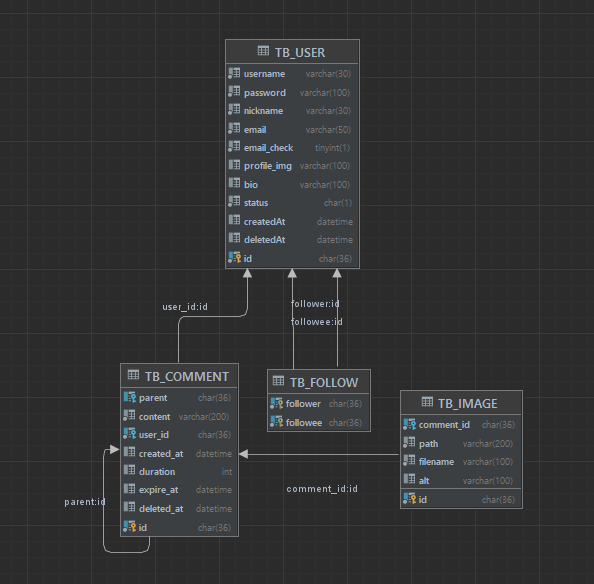 TB_USER
username varchar(30)
password varchar(100)
nickname varchar(30)
email varchar(50)
email_check tinyint(1)
profile_img varchar(100)
bio varchar(100)
status char(1)
createdAt datetime
deletedAt datetime
id char(36)
user_id:id
follower:id
followee:id
TB_COMMENT
parent char(36)
content varchar(200)
user_id char(36)
created_at datetime
duration int
expire_at datetime
deleted_at datetime
id char(36)
parent:id
TB_FOLLOW
follower char(36)
followee char(36)
TB_IMAGE
comment_id char(36)
path varchar(200)
filename varchar(100)
alt varchar(100)
id char(36)
comment_id:id